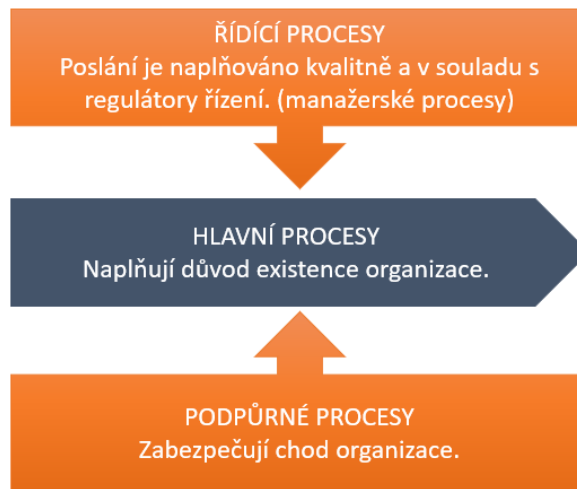 ŘÍDÍCÍ PROCESY
Poslání je naplňováno kvalitně a v souladu s
regulátory řízení. (manažerské procesy)
HLAVNÍ PROCESY
Naplňují důvod existence organizace.
PODPŮRNÉ PROCESY
Zabezpečují chod organizace.